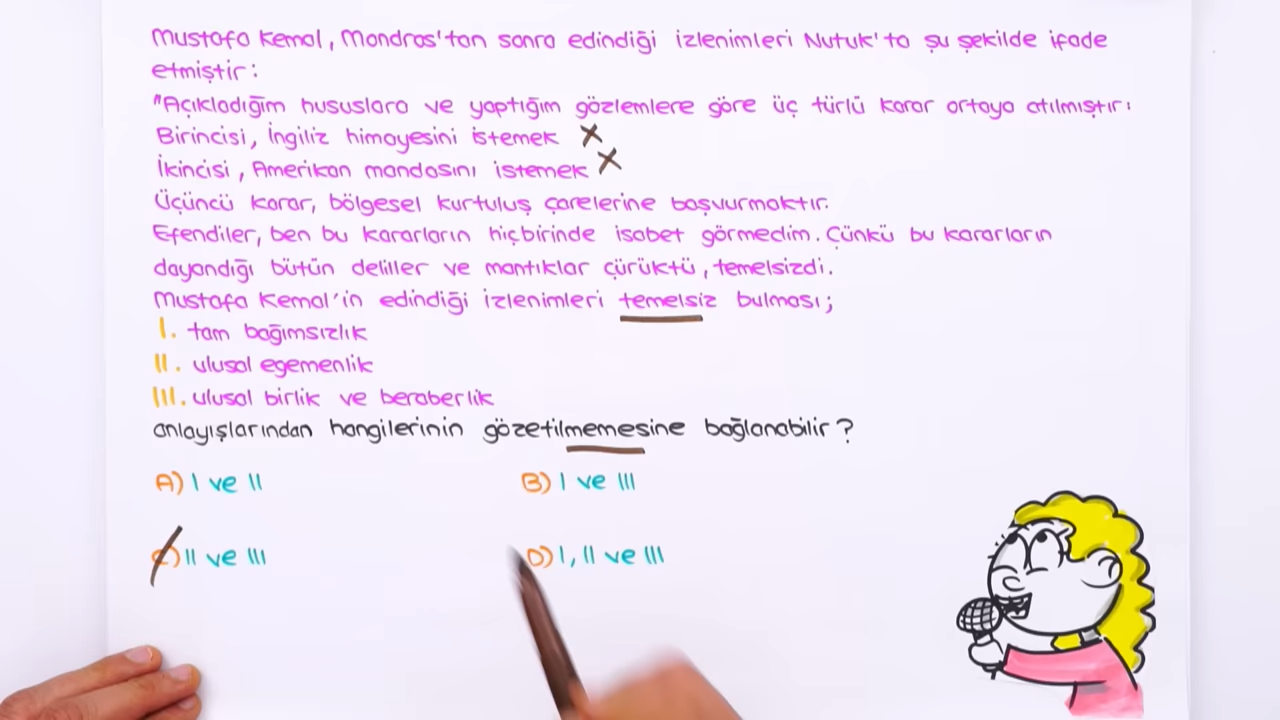 Mustafa Kemal, Mondros'tan sonra edindiği izlenimleri Nutuk'ta şu şekilde ifade
etmiştir:
"Açıkladığım hususlara ve yaptığım gözlemlere göre üç türlü karar ortaya atılmıştır:
Birincisi, İngiliz himayesini istemek
İkincisi, Amerikan mandasını istemek
Üçüncü karar, bölgesel kurtuluş çarelerine başvurmaktır.
Efendiler, ben bu kararların hiçbirinde isabet görmedim. Çünkü bu kararların
dayandığı bütün deliller ve mantıklar çürüktü, temelsizdi.
Mustafa Kemal'in edindiği izlenimleri temelsiz bulması;
I. tam bağımsızlık
II. ulusal egemenlik
III. ulusal birlik ve beraberlik
anlayışlarından hangilerinin gözetilmemesine bağlanabilir?
A) I ve II
B) I ve III
C) II ve III
D) I, II ve III